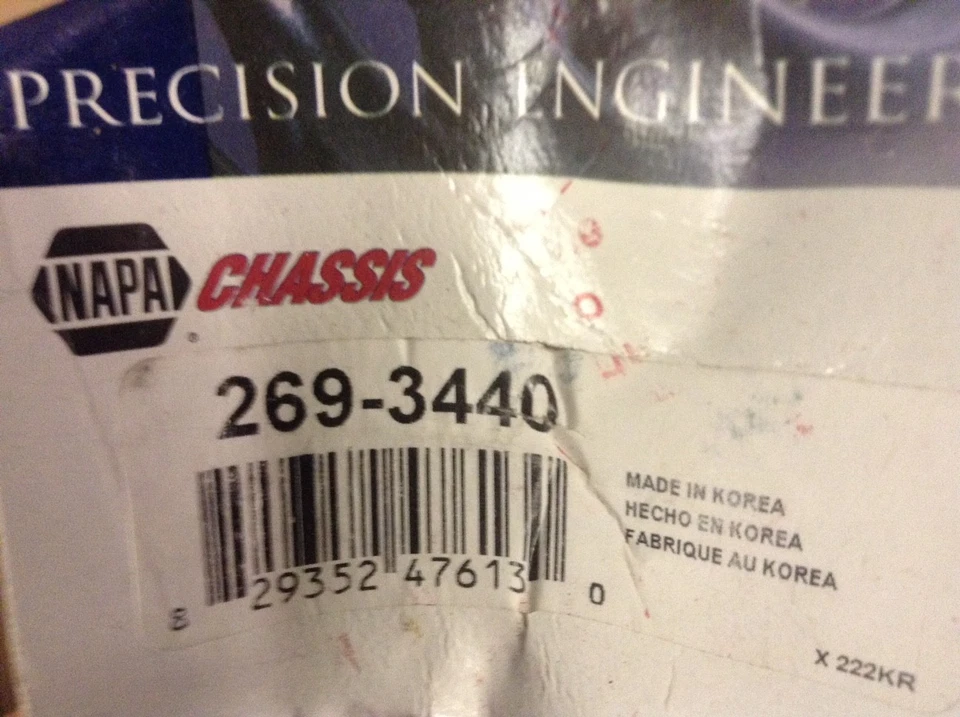 PRECISION ENGINEER
NAPA CHASSIS
®
269-3440
8 29352 47613 0
MADE IN KOREA
HECHO EN KOREA
FABRIQUE AU KOREA
X 222KR